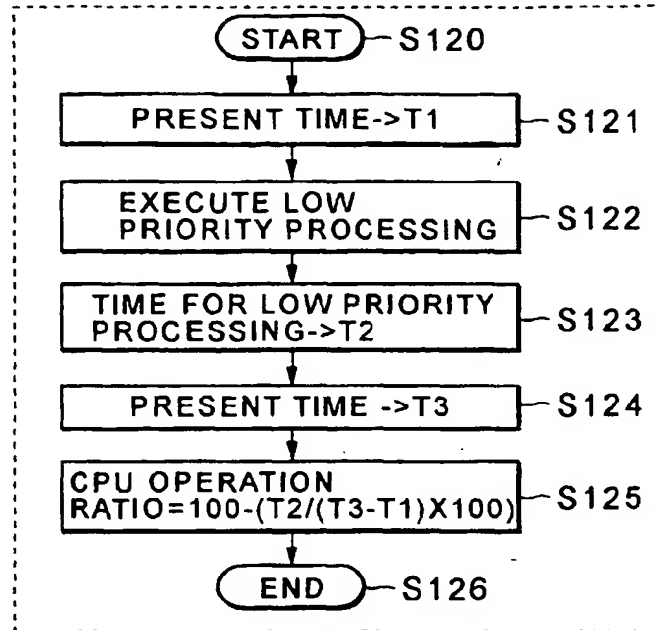 START S120
PRESENT TIME->T1 S121
EXECUTE LOW
PRIORITY PROCESSING S122
TIME FOR LOW PRIORITY
PROCESSING->T2 S123
PRESENT TIME ->T3 S124
CPU OPERATION
RATIO=100-(T2/(T3-T1)X100) S125
END S126